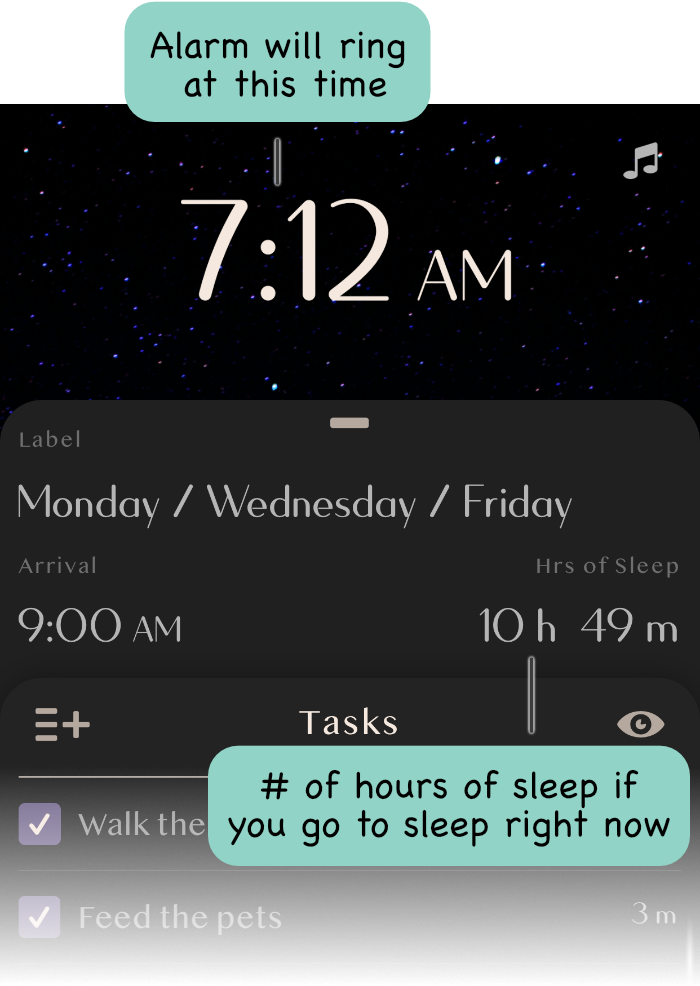 Alarm will ring
at this time
7:12 AM
Label
Monday / Wednesday / Friday
Arrival
Hrs of Sleep
9:00 AM
10 h 49 m
Tasks
# of hours of sleep if
you go to sleep right now
Walk the
Feed the pets
3 m